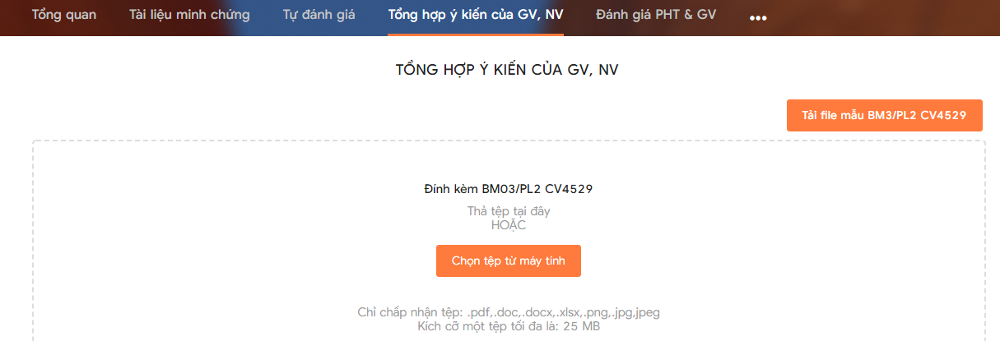 Tổng quan Tài liệu minh chứng Tự đánh giá Tổng hợp ý kiến của GV, NV Đánh giá PHT & GV •••
TỔNG HỢP Ý KIẾN CỦA GV, NV
Tải file mẫu BM3/PL2 CV4529
Đính kèm BM03/PL2 CV4529
Thả tệp tại đây
HOẶC
Chọn tệp từ máy tính
Chỉ chấp nhận tệp: .pdf,.doc,.docx,.xlsx,.png,.jpg,jpeg
Kích cỡ một tệp tối đa là: 25 MB